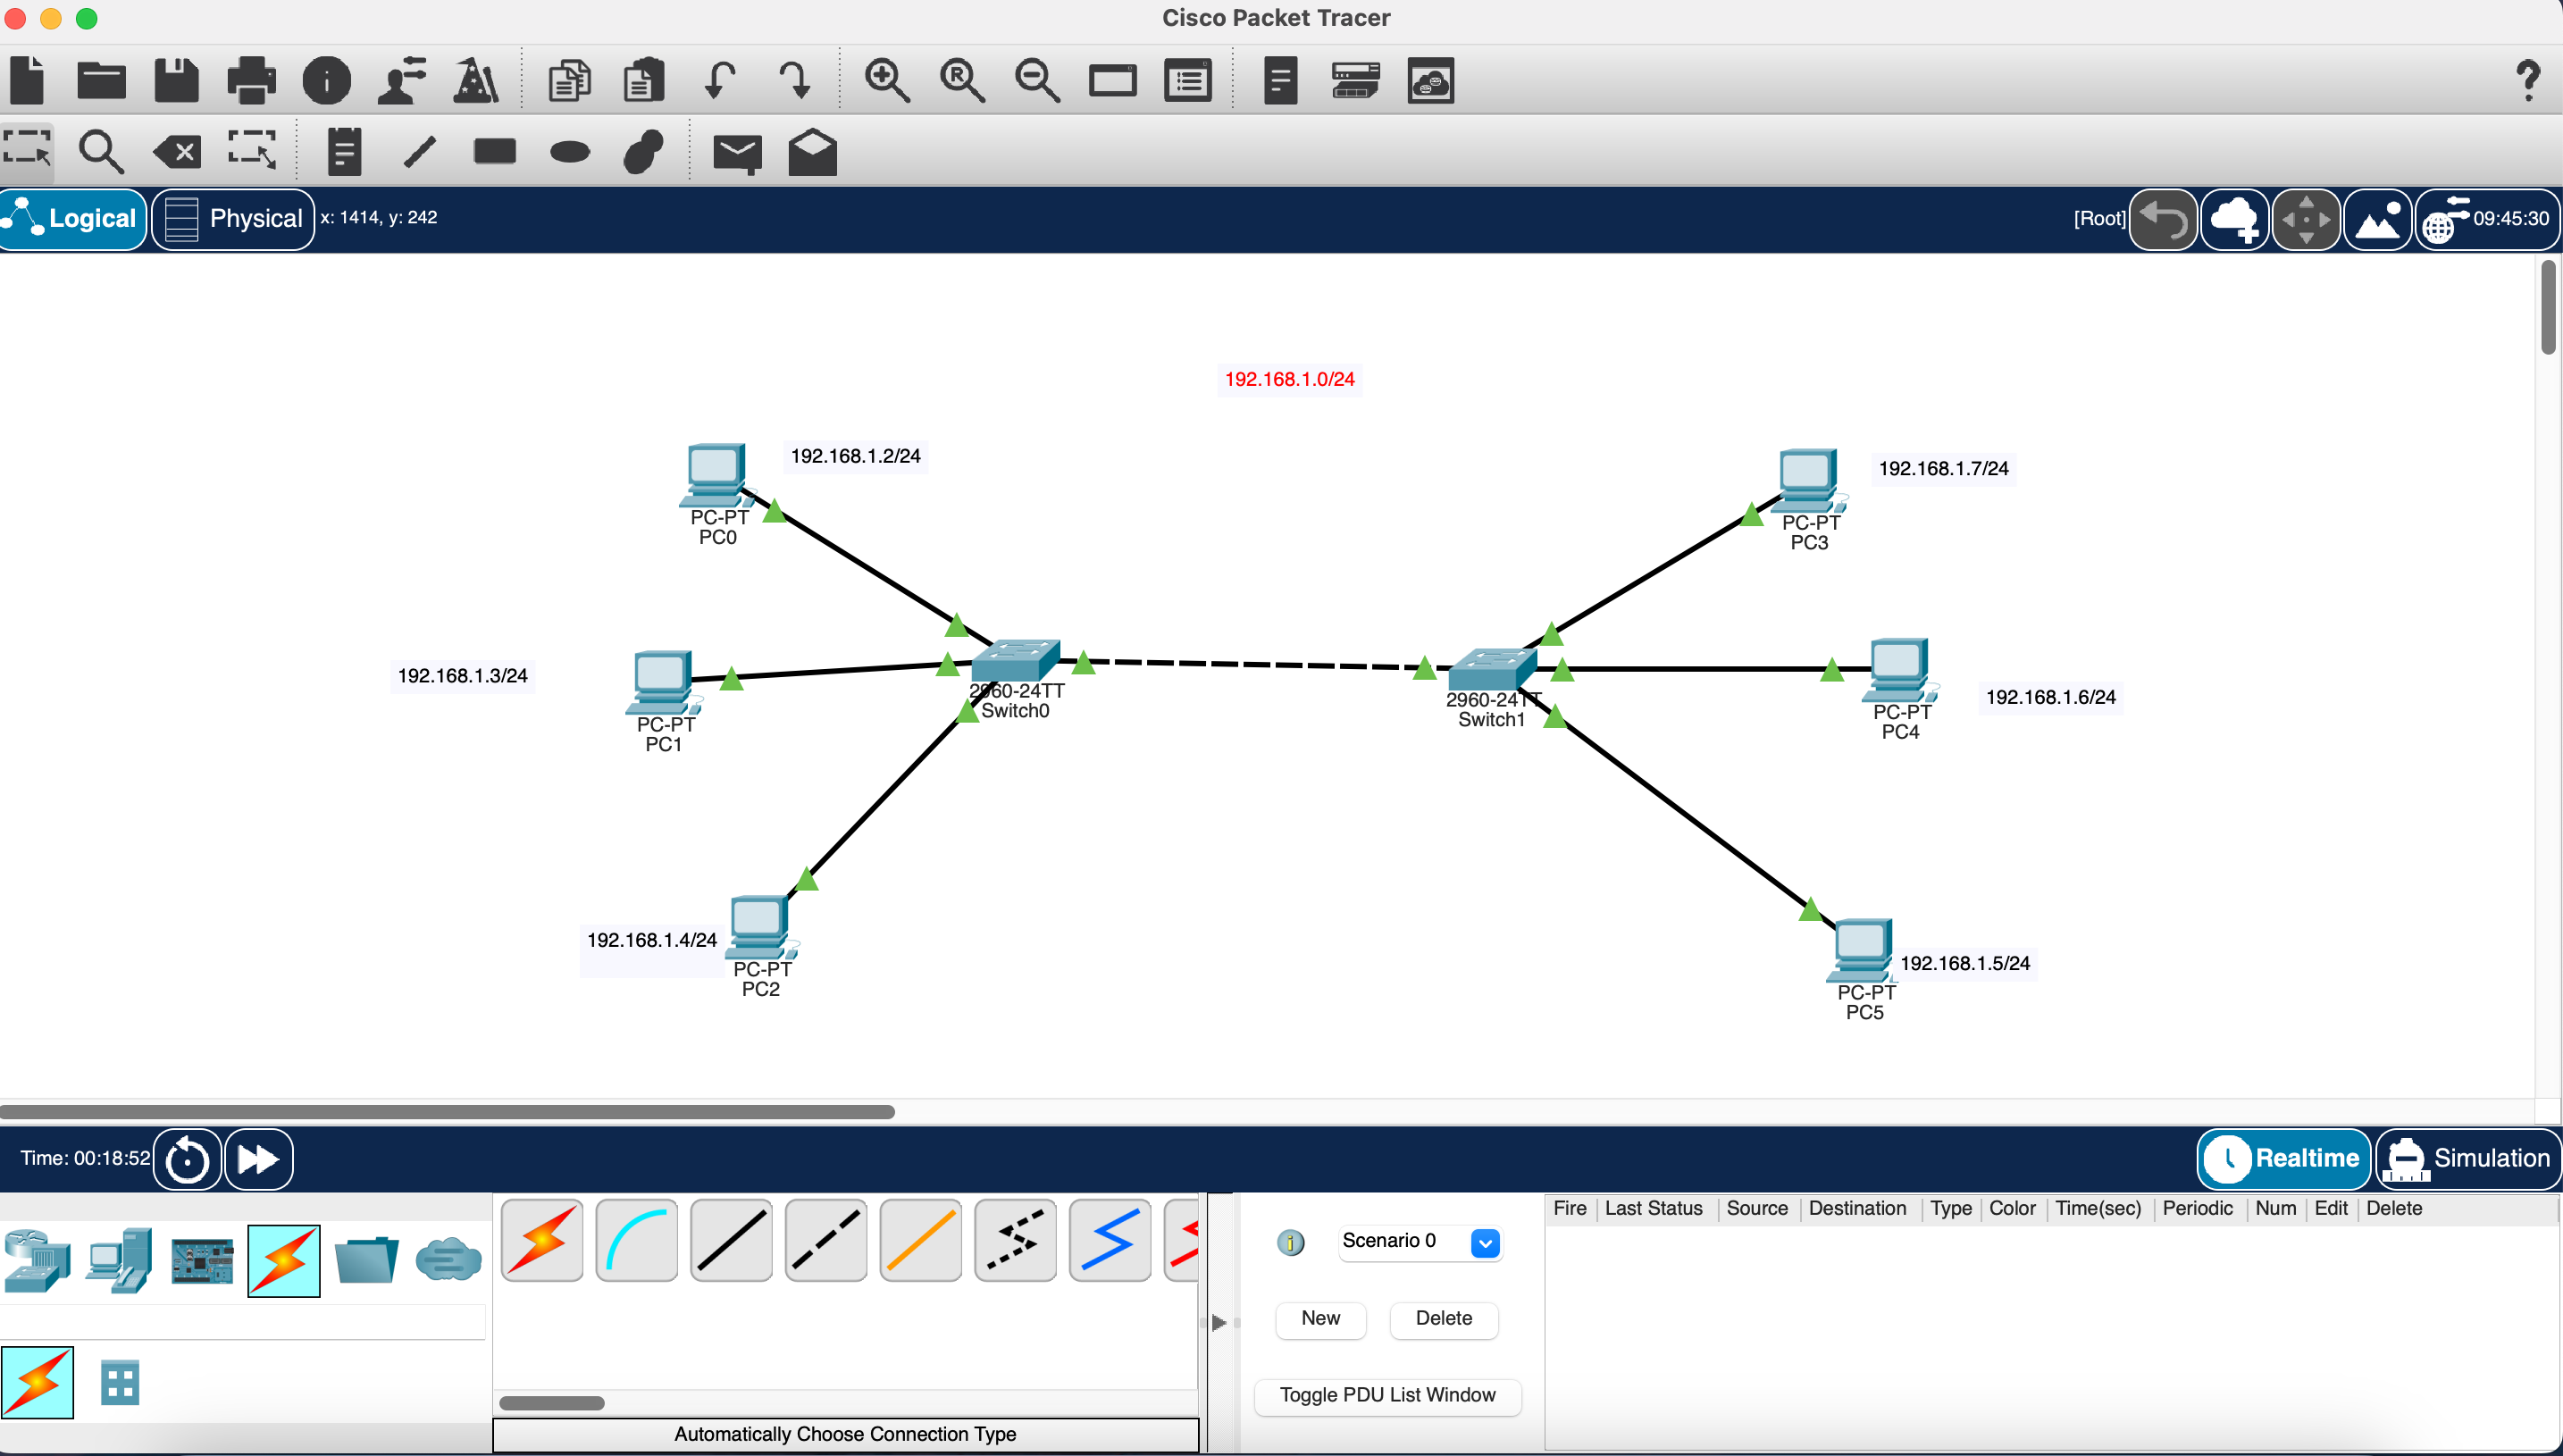 Cisco Packet Tracer
Logical
Physical
x: 1414, y: 242
[Root]
09:45:30
192.168.1.0/24
192.168.1.2/24
PC-PT
PC0
192.168.1.7/24
PC-PT
PC3
192.168.1.3/24
PC-PT
PC1
2960-24TT
Switch0
2960-24TT
Switch1
192.168.1.6/24
PC-PT
PC4
192.168.1.4/24
PC-PT
PC2
192.168.1.5/24
PC-PT
PC5
Time: 00:18:52
Realtime
Simulation
Scenario 0
New
Delete
Toggle PDU List Window
Fire Last Status Source Destination Type Color Time(sec) Periodic Num Edit Delete
Automatically Choose Connection Type